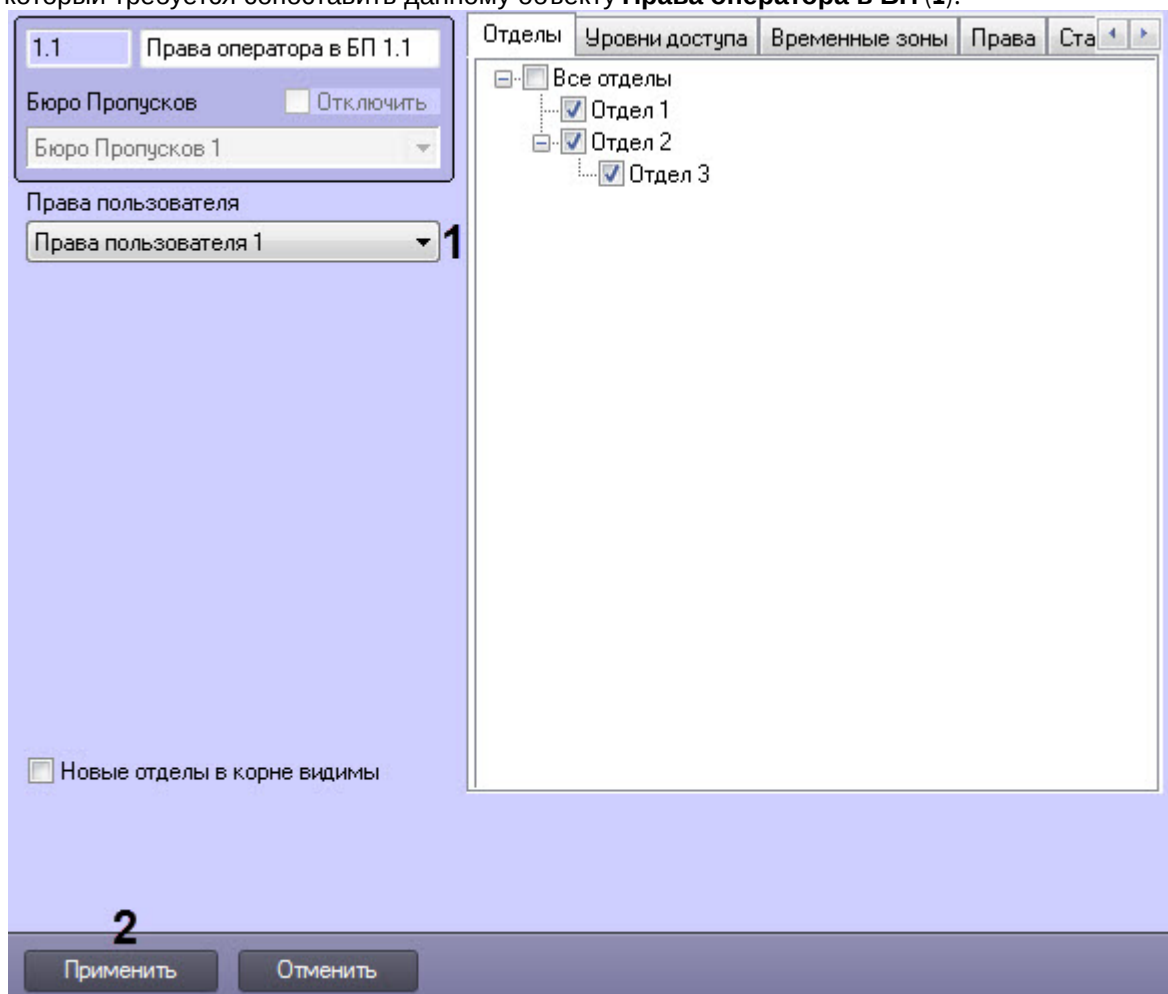 который требуется сопоставить данному объекту Права оператора в БП (1).
1.1
Права оператора в БП 1.1
Бюро Пропусков
Отключить
Бюро Пропусков 1
Права пользователя
Права пользователя 1
1
Отделы
Уровни доступа
Временные зоны
Права
Ста
Все отделы
Отдел 1
Отдел 2
Отдел 3
Новые отделы в корне видимы
2
Применить
Отменить